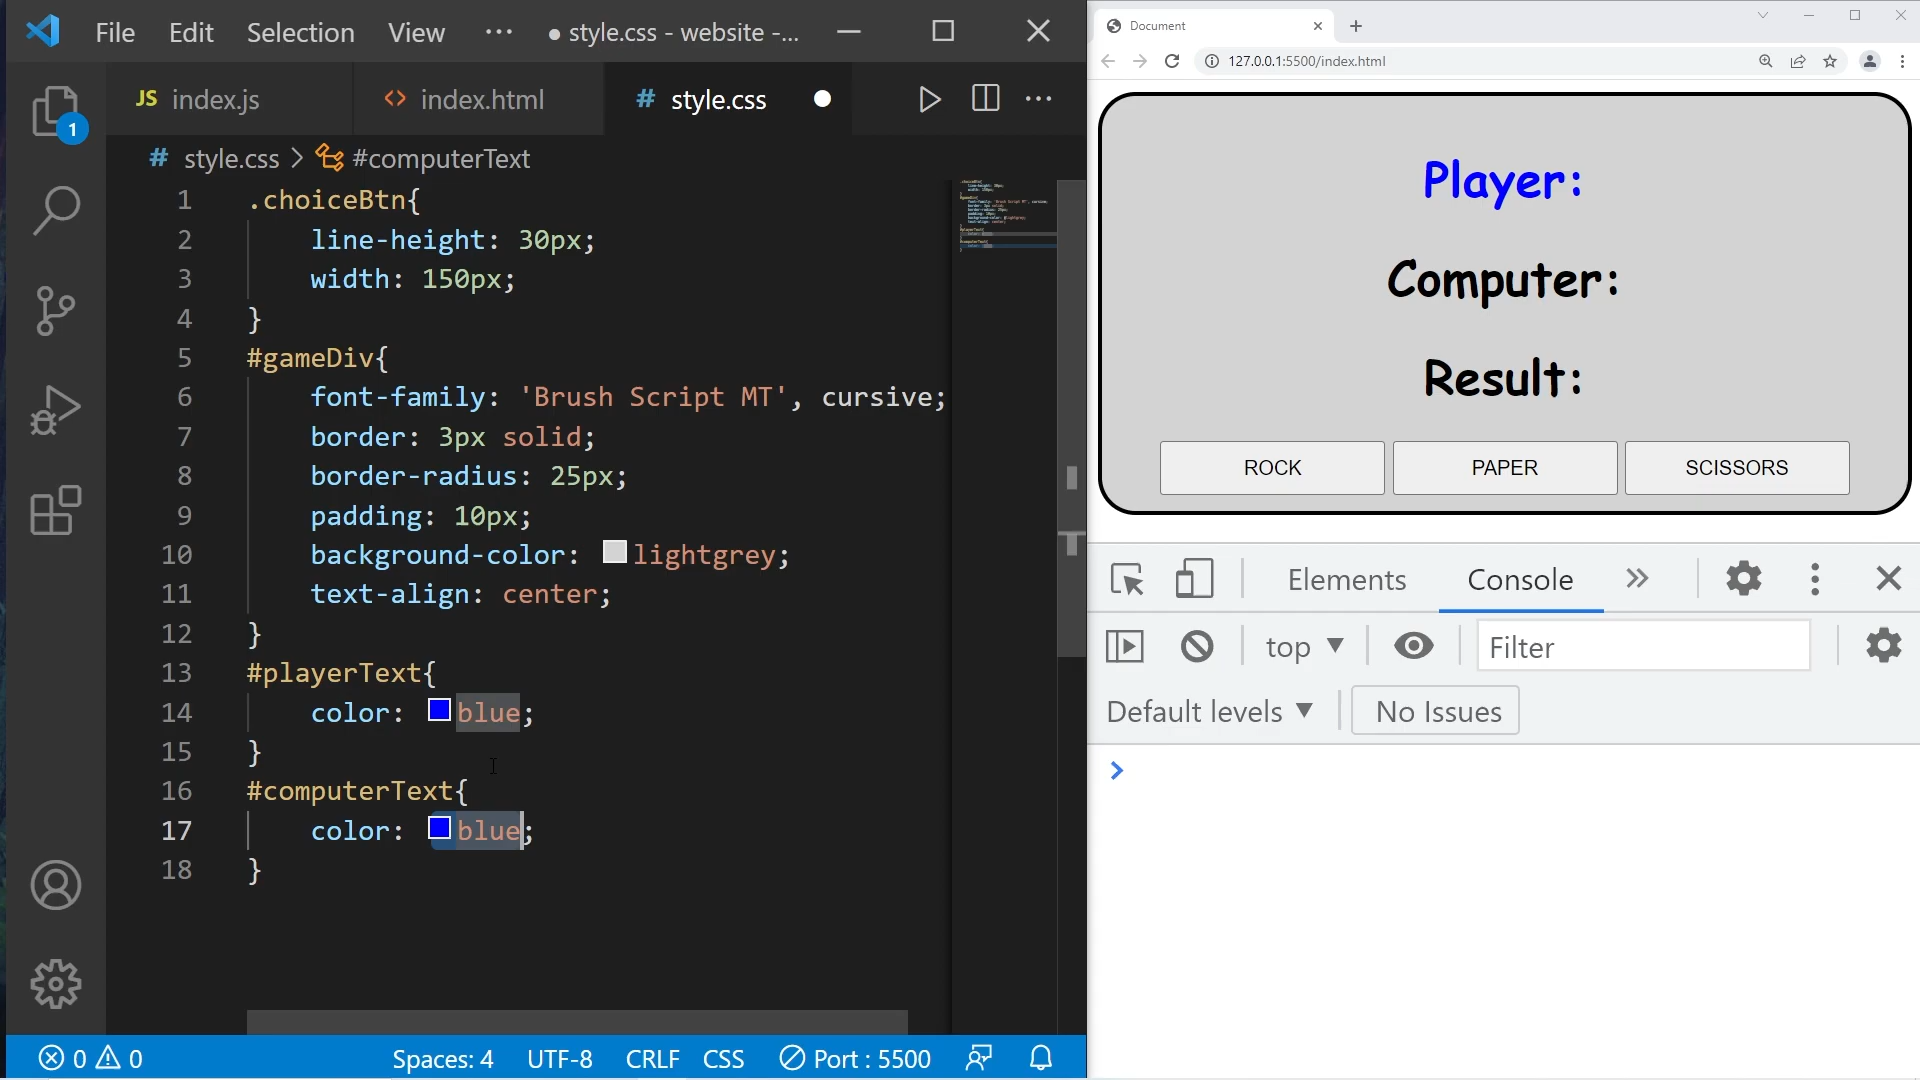 File Edit Selection View ··· ● style.css - website -...
JS index.js <> index.html # style.css ●
1
# style.css > #computerText
1 .choiceBtn{
2 line-height: 30px;
3 width: 150px;
4 }
5 #gameDiv{
6 font-family: 'Brush Script MT', cursive;
7 border: 3px solid;
8 border-radius: 25px;
9 padding: 10px;
10 background-color: lightgrey;
11 text-align: center;
12 }
13 #playerText{
14 color: blue;
15 }
16 #computerText{
17 color: blue;
18 }
0 0 Spaces: 4 UTF-8 CRLF CSS Port : 5500
Document
127.0.0.1:5500/index.html
Player:
Computer:
Result:
ROCK PAPER SCISSORS
Elements Console »
top ▼ Filter
Default levels ▼ No Issues